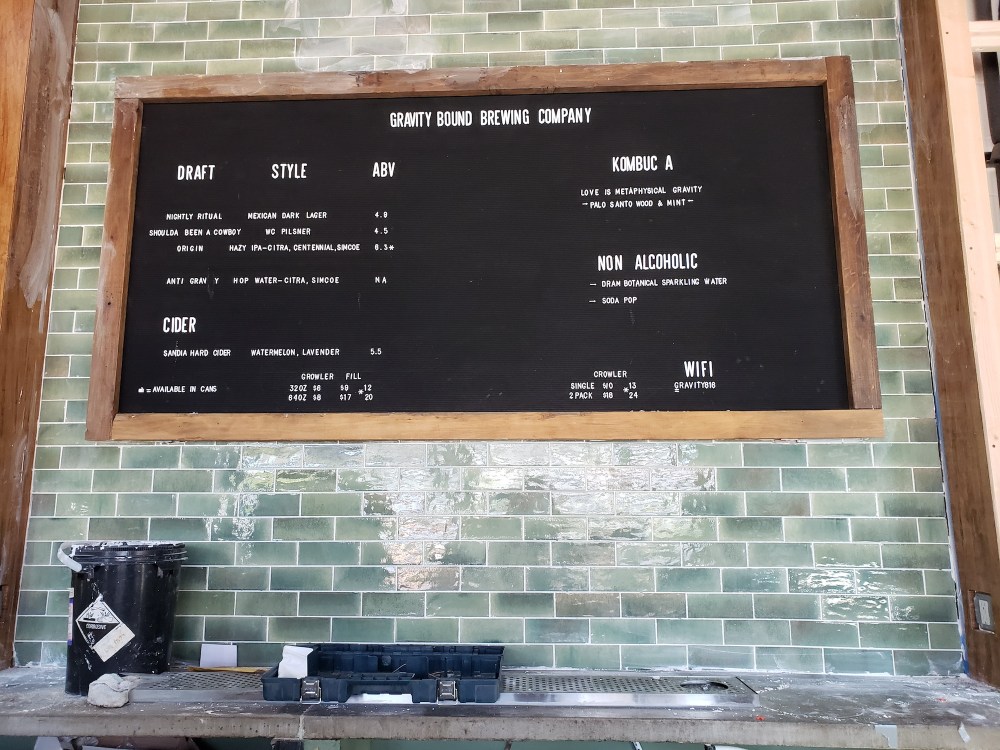 GRAVITY BOUND BREWING COMPANY
DRAFT STYLE ABV
NIGHTLY RITUAL MEXICAN DARK LAGER 4.9
SHOULDA BEEN A COWBOY WC PILSNER 4.5
ORIGIN HAZY IPA-CITRA, CENTENNIAL, SIMCOE 6.3*
ANTI GRAV Y HOP WATER-CITRA, SIMCOE NA
CIDER
SANDIA HARD CIDER WATERMELON, LAVENDER 5.5
* = AVAILABLE IN CANS
GROWLER FILL
32OZ $6 $9 *12
64OZ $8 $17 20
KOMBUC A
LOVE IS METAPHYSICAL GRAVITY
- PALO SANTO WOOD & MINT -
NON ALCOHOLIC
- DRAM BOTANICAL SPARKLING WATER
- SODA POP
CROWLER
SINGLE $10 *13
2 PACK $18 24
WIFI
GRAVITY816
CORROSIVE